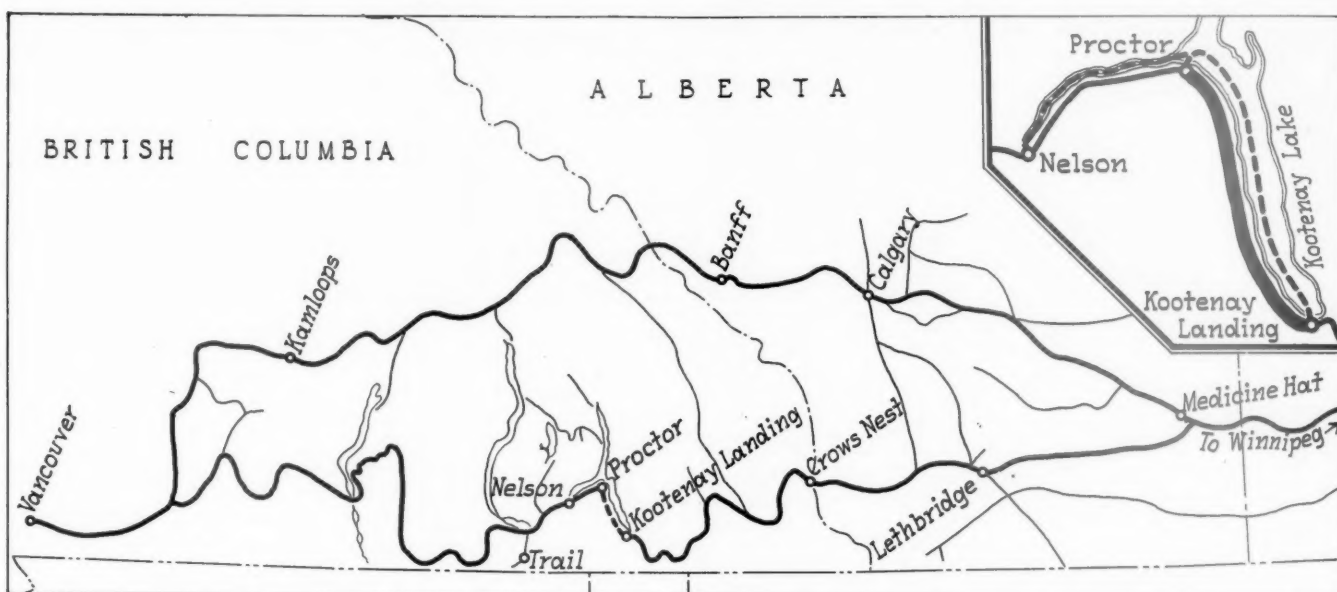 ALBERTA
BRITISH COLUMBIA
Proctor
Nelson
Kootenay Lake
Kootenay
Landing
Vancouver
Kamloops
Banff
Calgary
Medicine Hat
To Winnipeg
Nelson
Proctor
Kootenay Landing
Crows Nest
Lethbridge
Trail